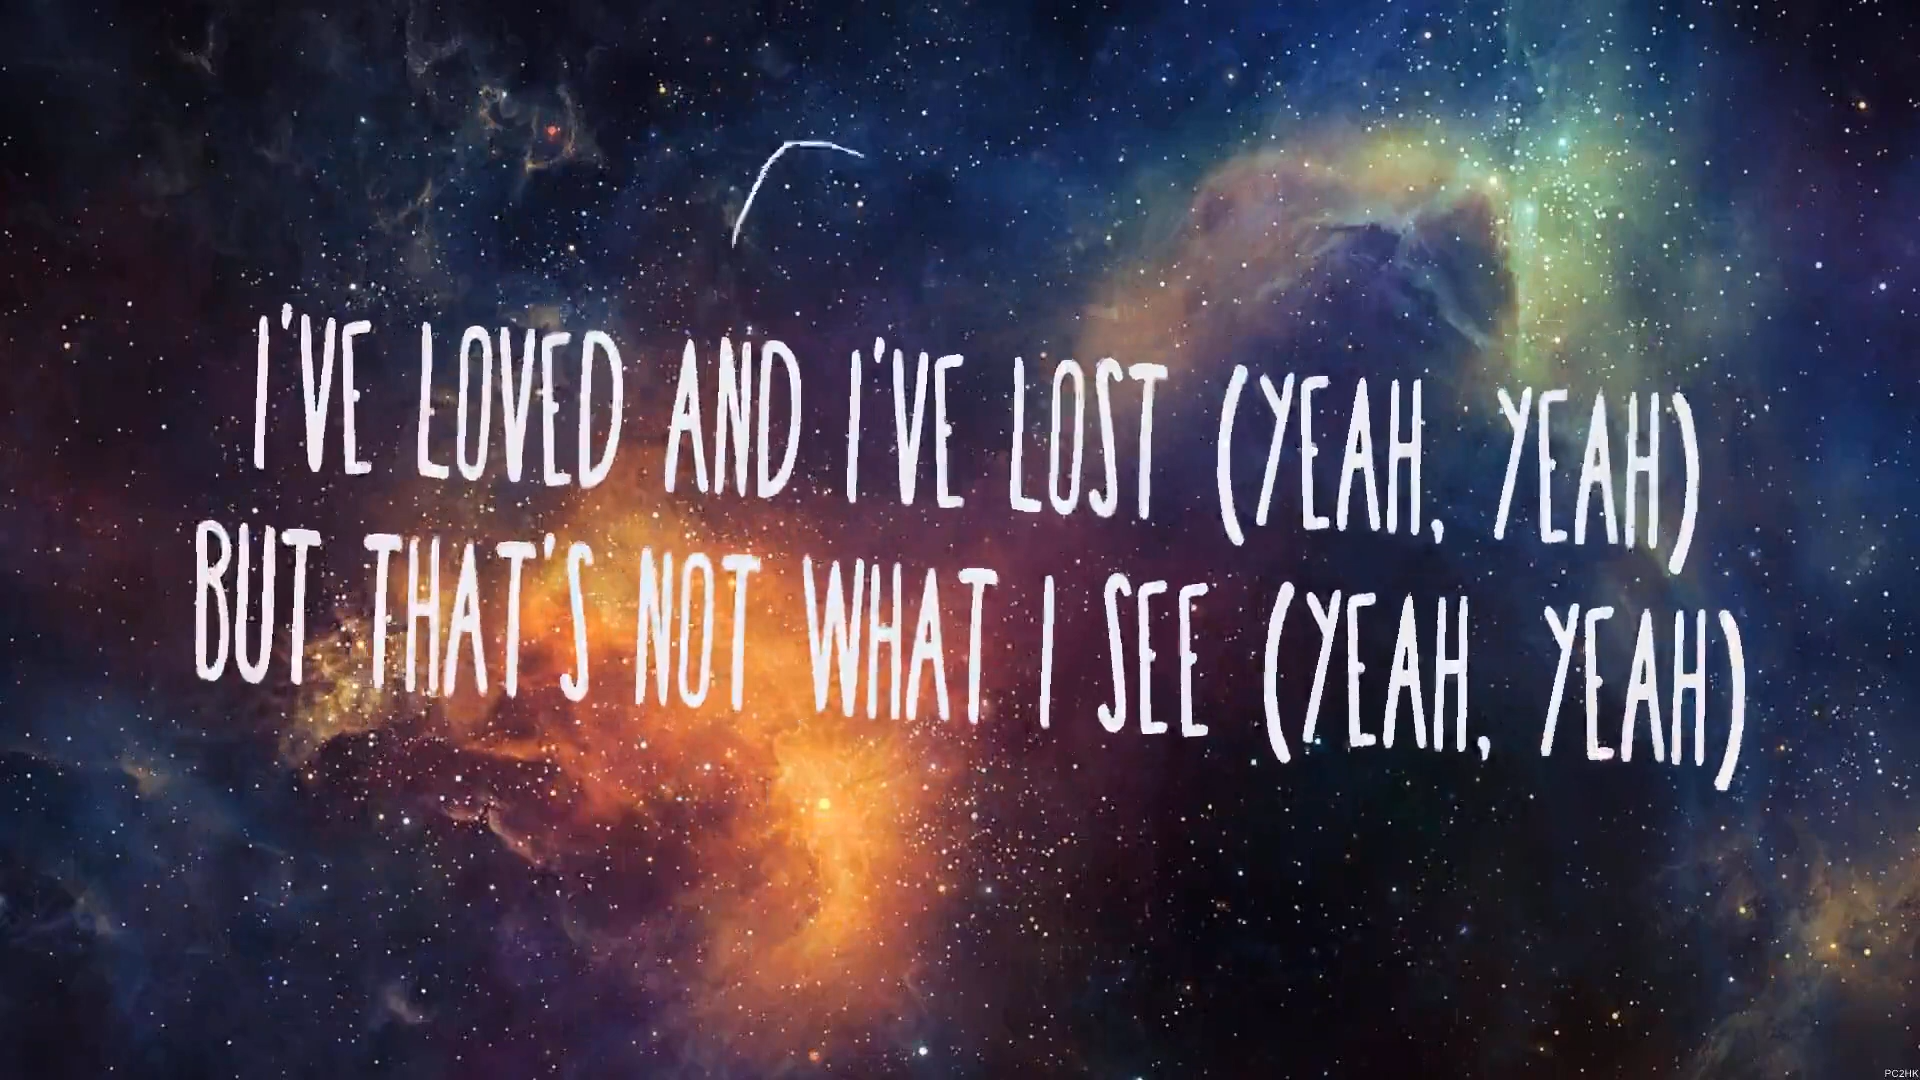 I'VE LOVED AND I'VE LOST (YEAH, YEAH)
BUT THAT'S NOT WHAT I SEE (YEAH, YEAH)
PC2HK